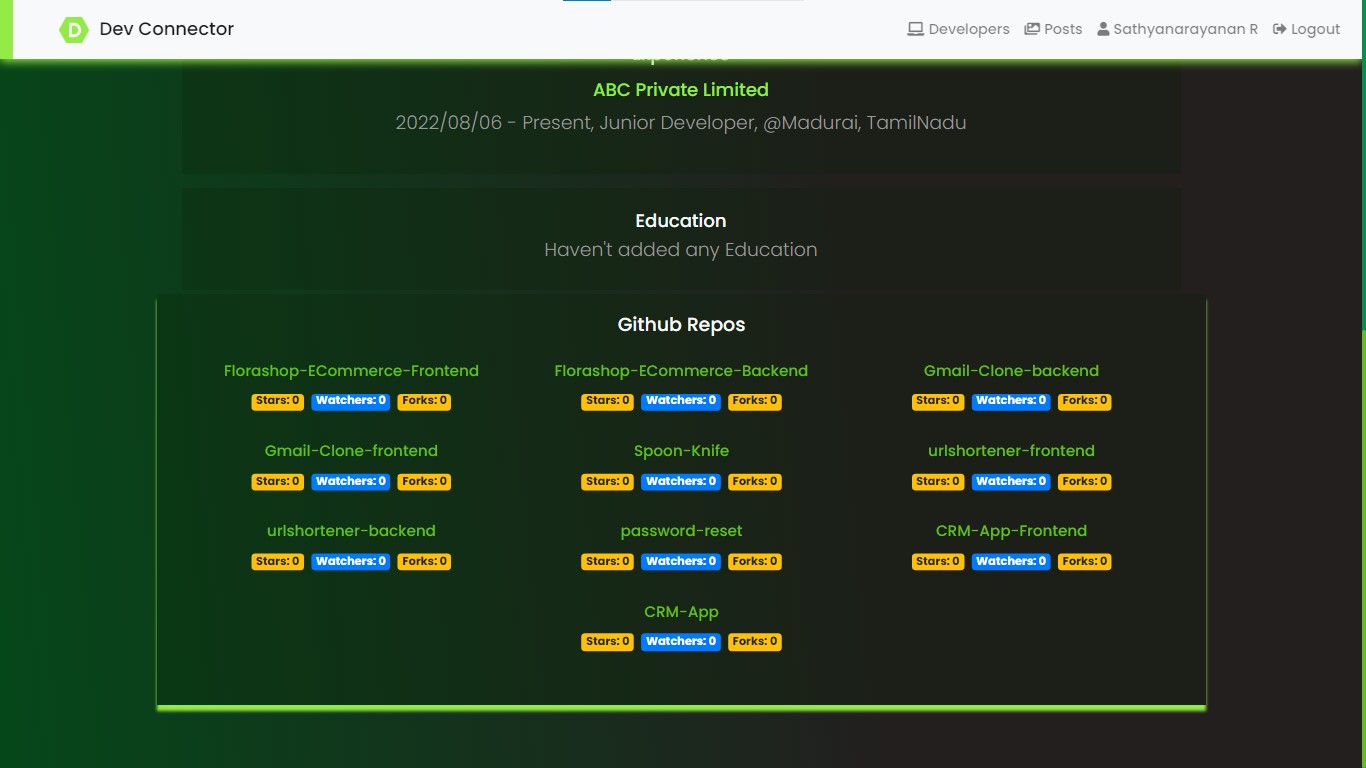 D Dev Connector Developers Posts Sathyanarayanan R Logout
Experience
ABC Private Limited
2022/08/06 - Present, Junior Developer, @Madurai, TamilNadu
Education
Haven't added any Education
Github Repos
Florashop-ECommerce-Frontend Florashop-ECommerce-Backend Gmail-Clone-backend
Stars: 0 Watchers: 0 Forks: 0 Stars: 0 Watchers: 0 Forks: 0 Stars: 0 Watchers: 0 Forks: 0
Gmail-Clone-frontend Spoon-Knife urlshortener-frontend
Stars: 0 Watchers: 0 Forks: 0 Stars: 0 Watchers: 0 Forks: 0 Stars: 0 Watchers: 0 Forks: 0
urlshortener-backend password-reset CRM-App-Frontend
Stars: 0 Watchers: 0 Forks: 0 Stars: 0 Watchers: 0 Forks: 0 Stars: 0 Watchers: 0 Forks: 0
CRM-App
Stars: 0 Watchers: 0 Forks: 0